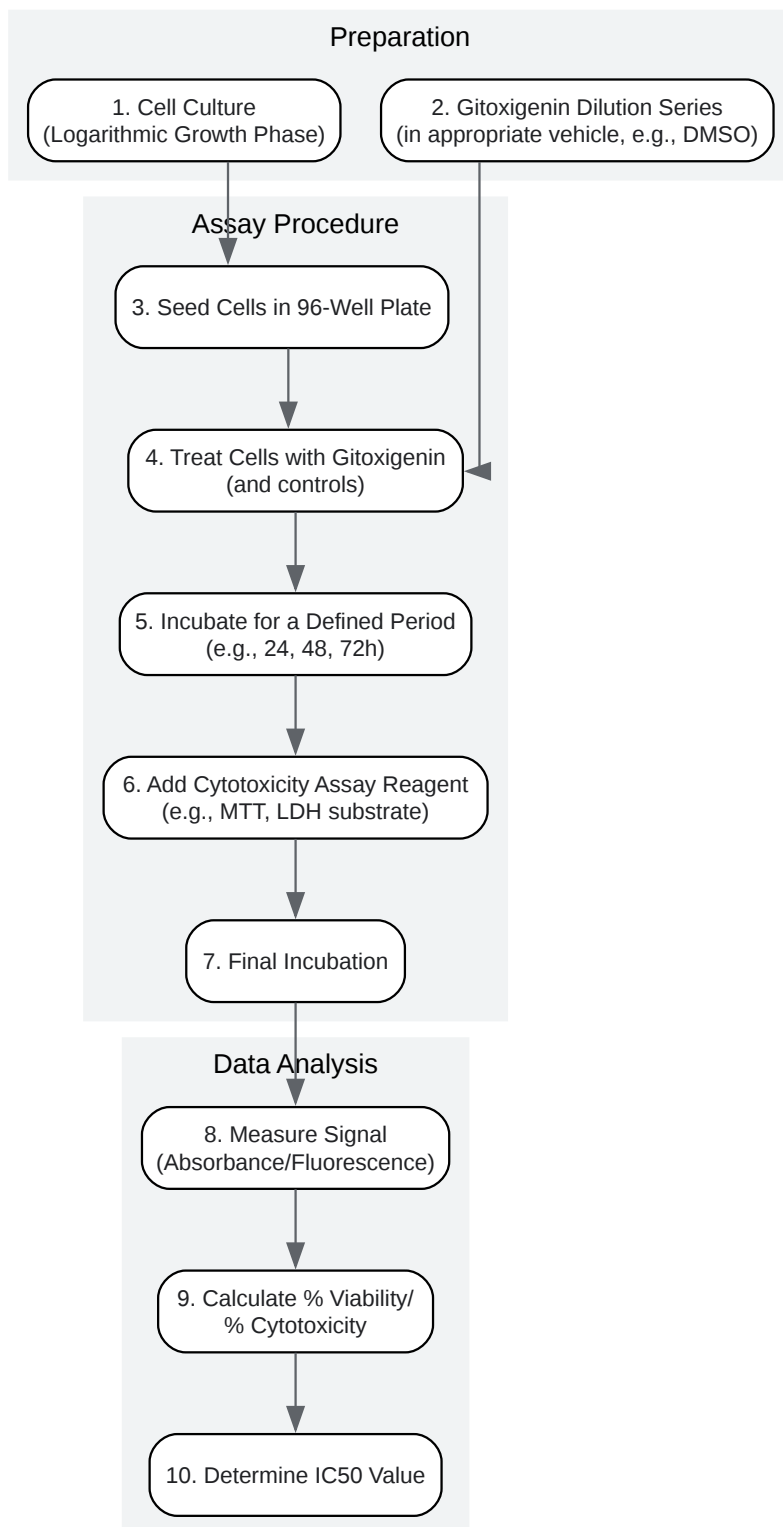 Preparation
1. Cell Culture
(Logarithmic Growth Phase)
2. Gitoxigenin Dilution Series
(in appropriate vehicle, e.g., DMSO)
Assay Procedure
3. Seed Cells in 96-Well Plate
4. Treat Cells with Gitoxigenin
(and controls)
5. Incubate for a Defined Period
(e.g., 24, 48, 72h)
6. Add Cytotoxicity Assay Reagent
(e.g., MTT, LDH substrate)
7. Final Incubation
Data Analysis
8. Measure Signal
(Absorbance/Fluorescence)
9. Calculate % Viability/
% Cytotoxicity
10. Determine IC50 Value